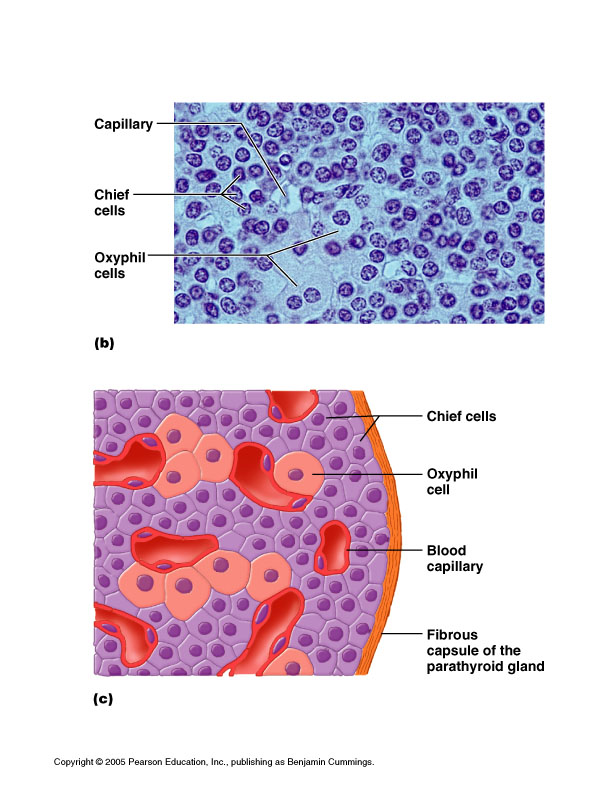 Capillary
Chief
cells
Oxyphil
cells
(b)
Chief cells
Oxyphil
cell
Blood
capillary
Fibrous
capsule of the
parathyroid gland
(c)
Copyright © 2005 Pearson Education, Inc., publishing as Benjamin Cummings.